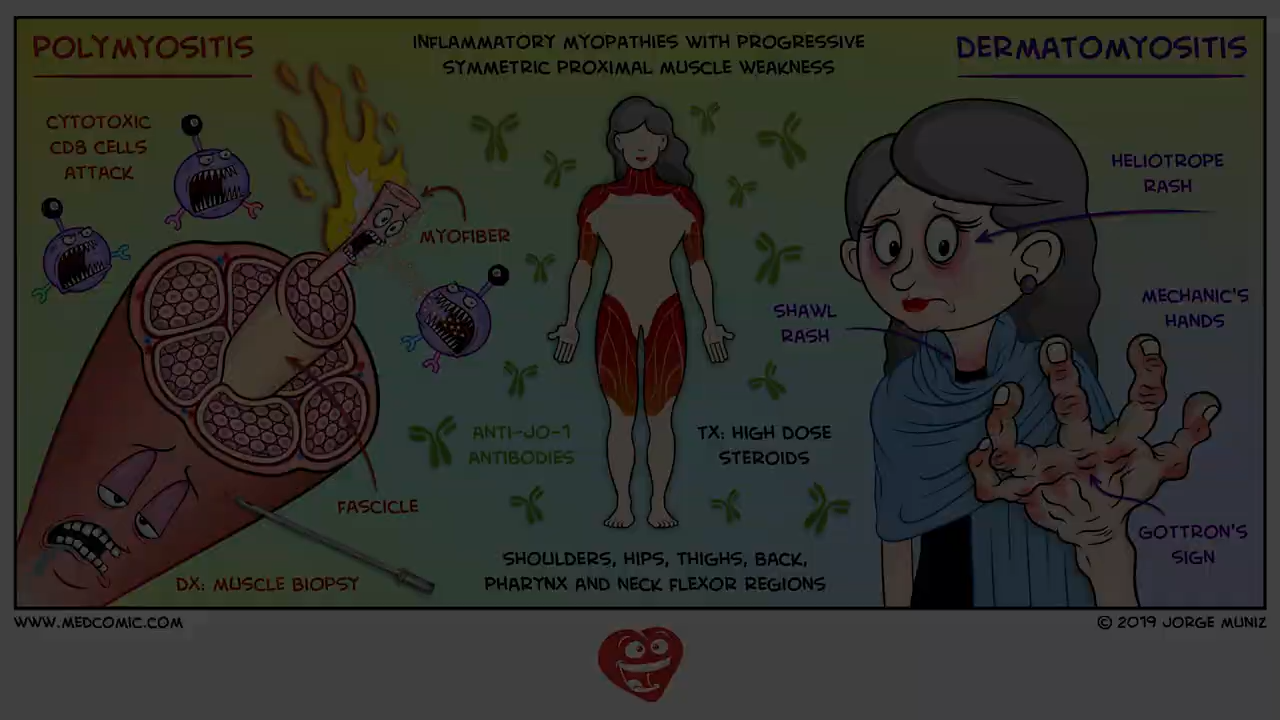 POLYMYOSITIS
INFLAMMATORY MYOPATHIES WITH PROGRESSIVE
SYMMETRIC PROXIMAL MUSCLE WEAKNESS
DERMATOMYOSITIS
CYTOTOXIC
CD8 CELLS
ATTACK
MYOFIBER
HELIOTROPE
RASH
SHAWL
RASH
MECHANIC'S
HANDS
ANTI-JO-1
ANTIBODIES
TX: HIGH DOSE
STEROIDS
FASCICLE
GOTTRON'S
SIGN
DX: MUSCLE BIOPSY
SHOULDERS, HIPS, THIGHS, BACK,
PHARYNX AND NECK FLEXOR REGIONS
WWW.MEDCOMIC.COM
© 2019 JORGE MUNIZ